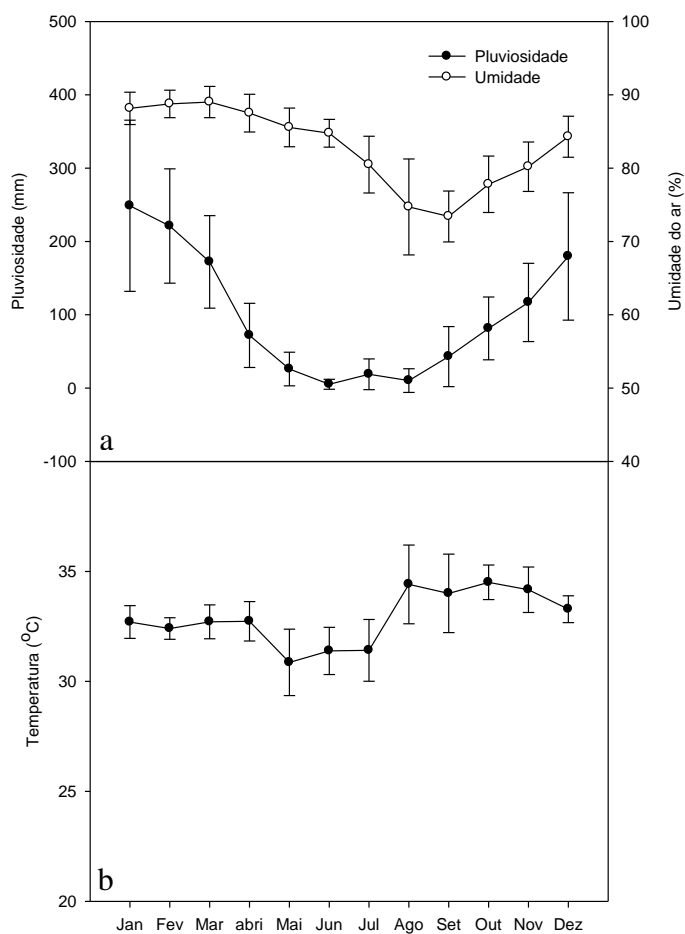 500
400
300
200
100
0
-100
Pluviosidade (mm)
100
90
80
70
60
50
40
Umidade do ar (%)
Pluviosidade
Umidade
a
35
30
25
20
Temperatura (°C)
b
Jan Fev Mar abri Mai Jun Jul Ago Set Out Nov Dez